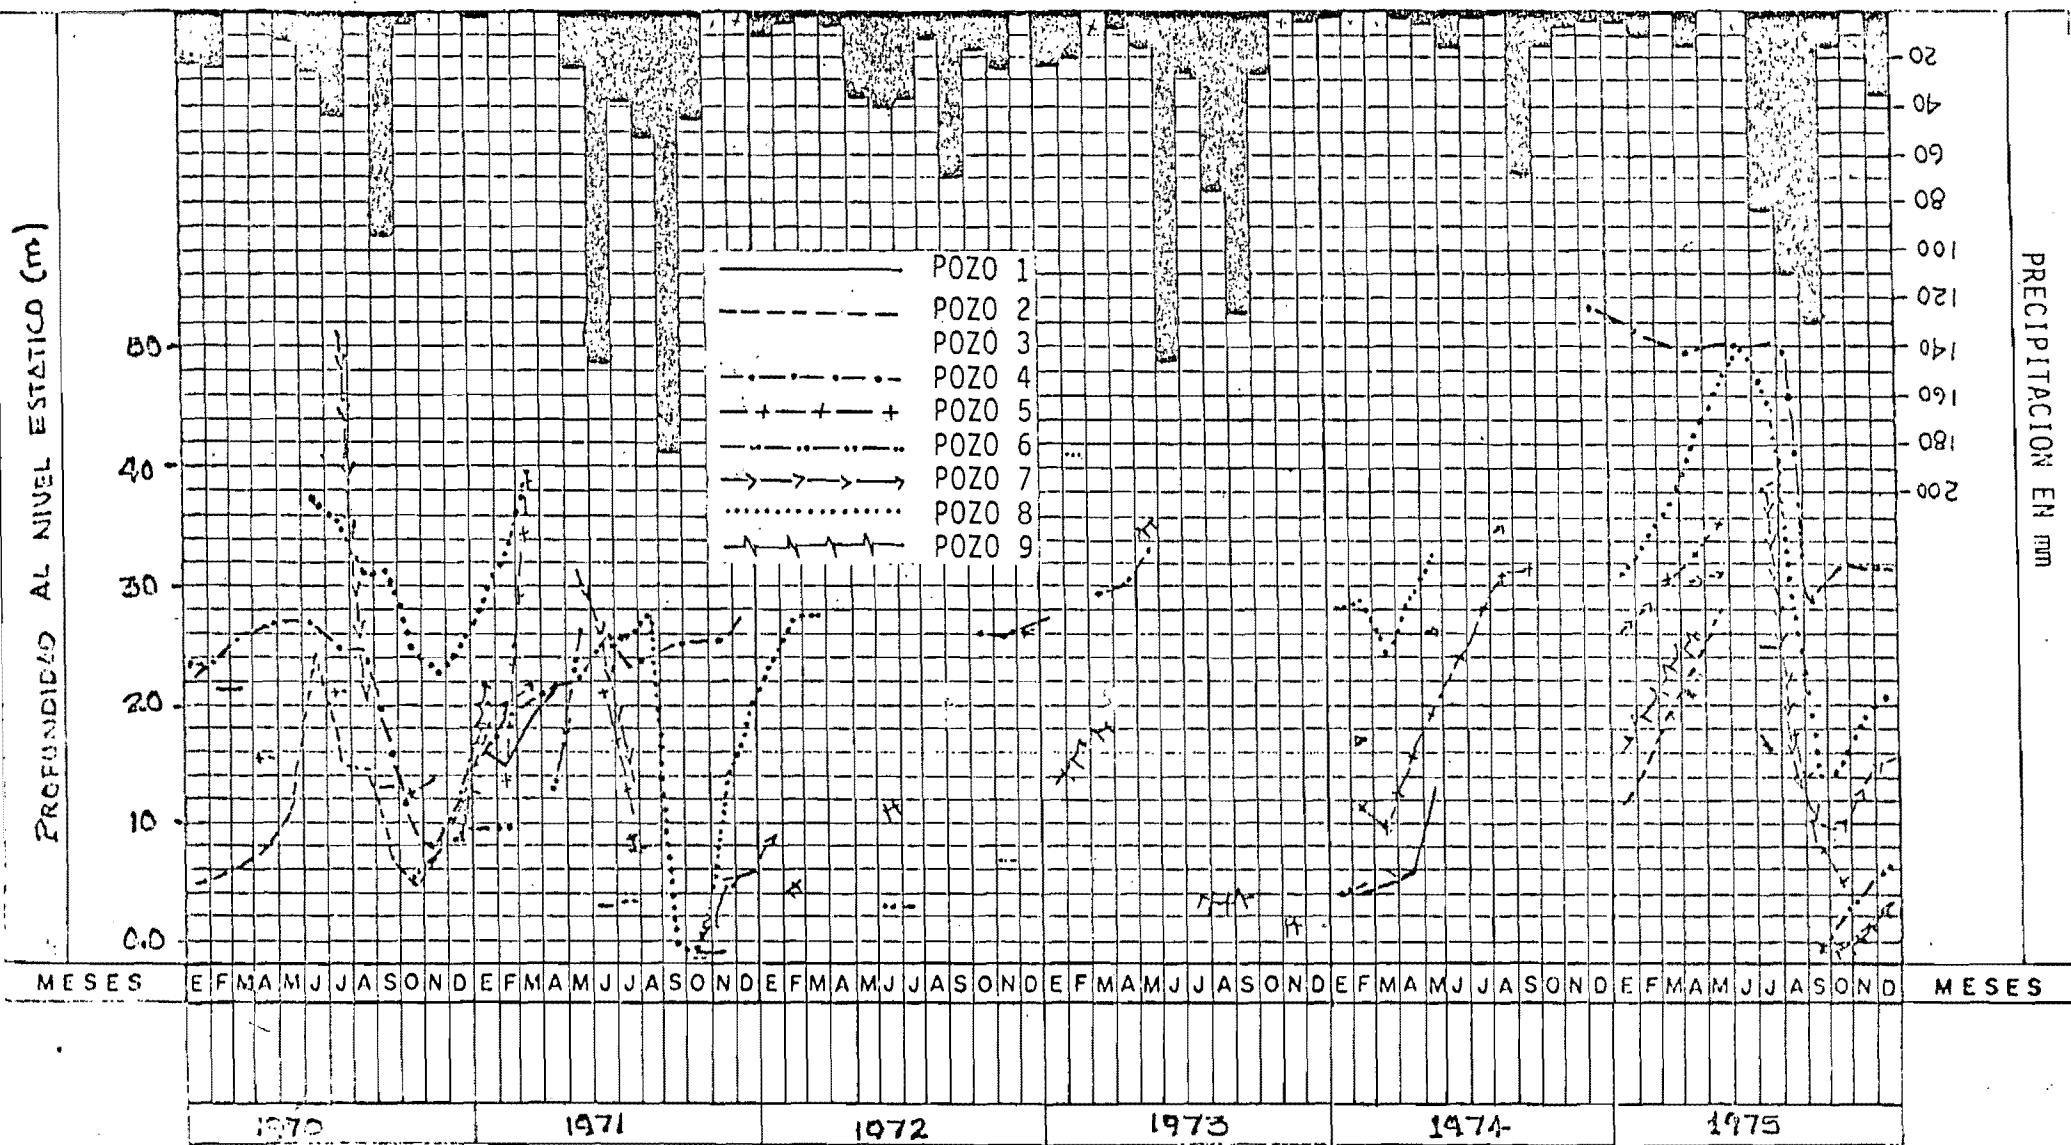 PROFUNDIDAD AL NIVEL ESTATICO (m)
50
40
30
20
10
0.0
POZO 1
POZO 2
POZO 3
POZO 4
POZO 5
POZO 6
POZO 7
POZO 8
POZO 9
20
40
60
80
100
120
140
160
180
200
PRECIPITACION EN mm
MESES E F M A M J J A S O N D E F M A M J J A S O N D E F M A M J J A S O N D E F M A M J J A S O N D E F M A M J J A S O N D E F M A M J J A S O N D MESES
1970 1971 1972 1973 1974 1975